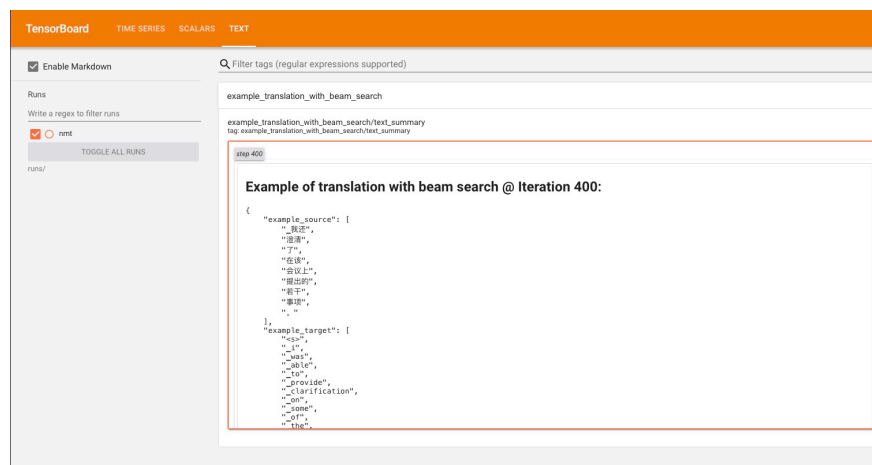 TensorBoard TIME SERIES SCALARS TEXT
Enable Markdown
Runs
Write a regex to filter runs
nmt
TOGGLE ALL RUNS
runs/
Filter tags (regular expressions supported)
example_translation_with_beam_search
example_translation_with_beam_search/text_summary
tag: example_translation_with_beam_search/text_summary
step 400
Example of translation with beam search @ Iteration 400:
{
"example_source": [
"_我还",
"澄清",
"了",
"在该",
"会议上",
"提出的",
"若干",
"事项",
"。"
],
"example_target": [
"<s>",
"_i",
"_was",
"_able",
"_to",
"_provide",
"_clarification",
"_on",
"_some",
"_of",
"_the",